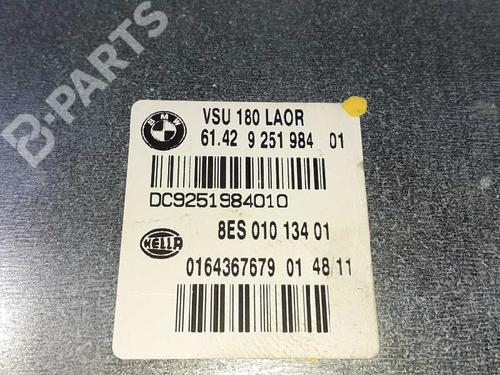 B-PARTS
BMW
VSU 180 LAOR
61.42 9 251 984 01
DC9251984010
8ES 010 134 01
HELLA
0164367679 01 48 11